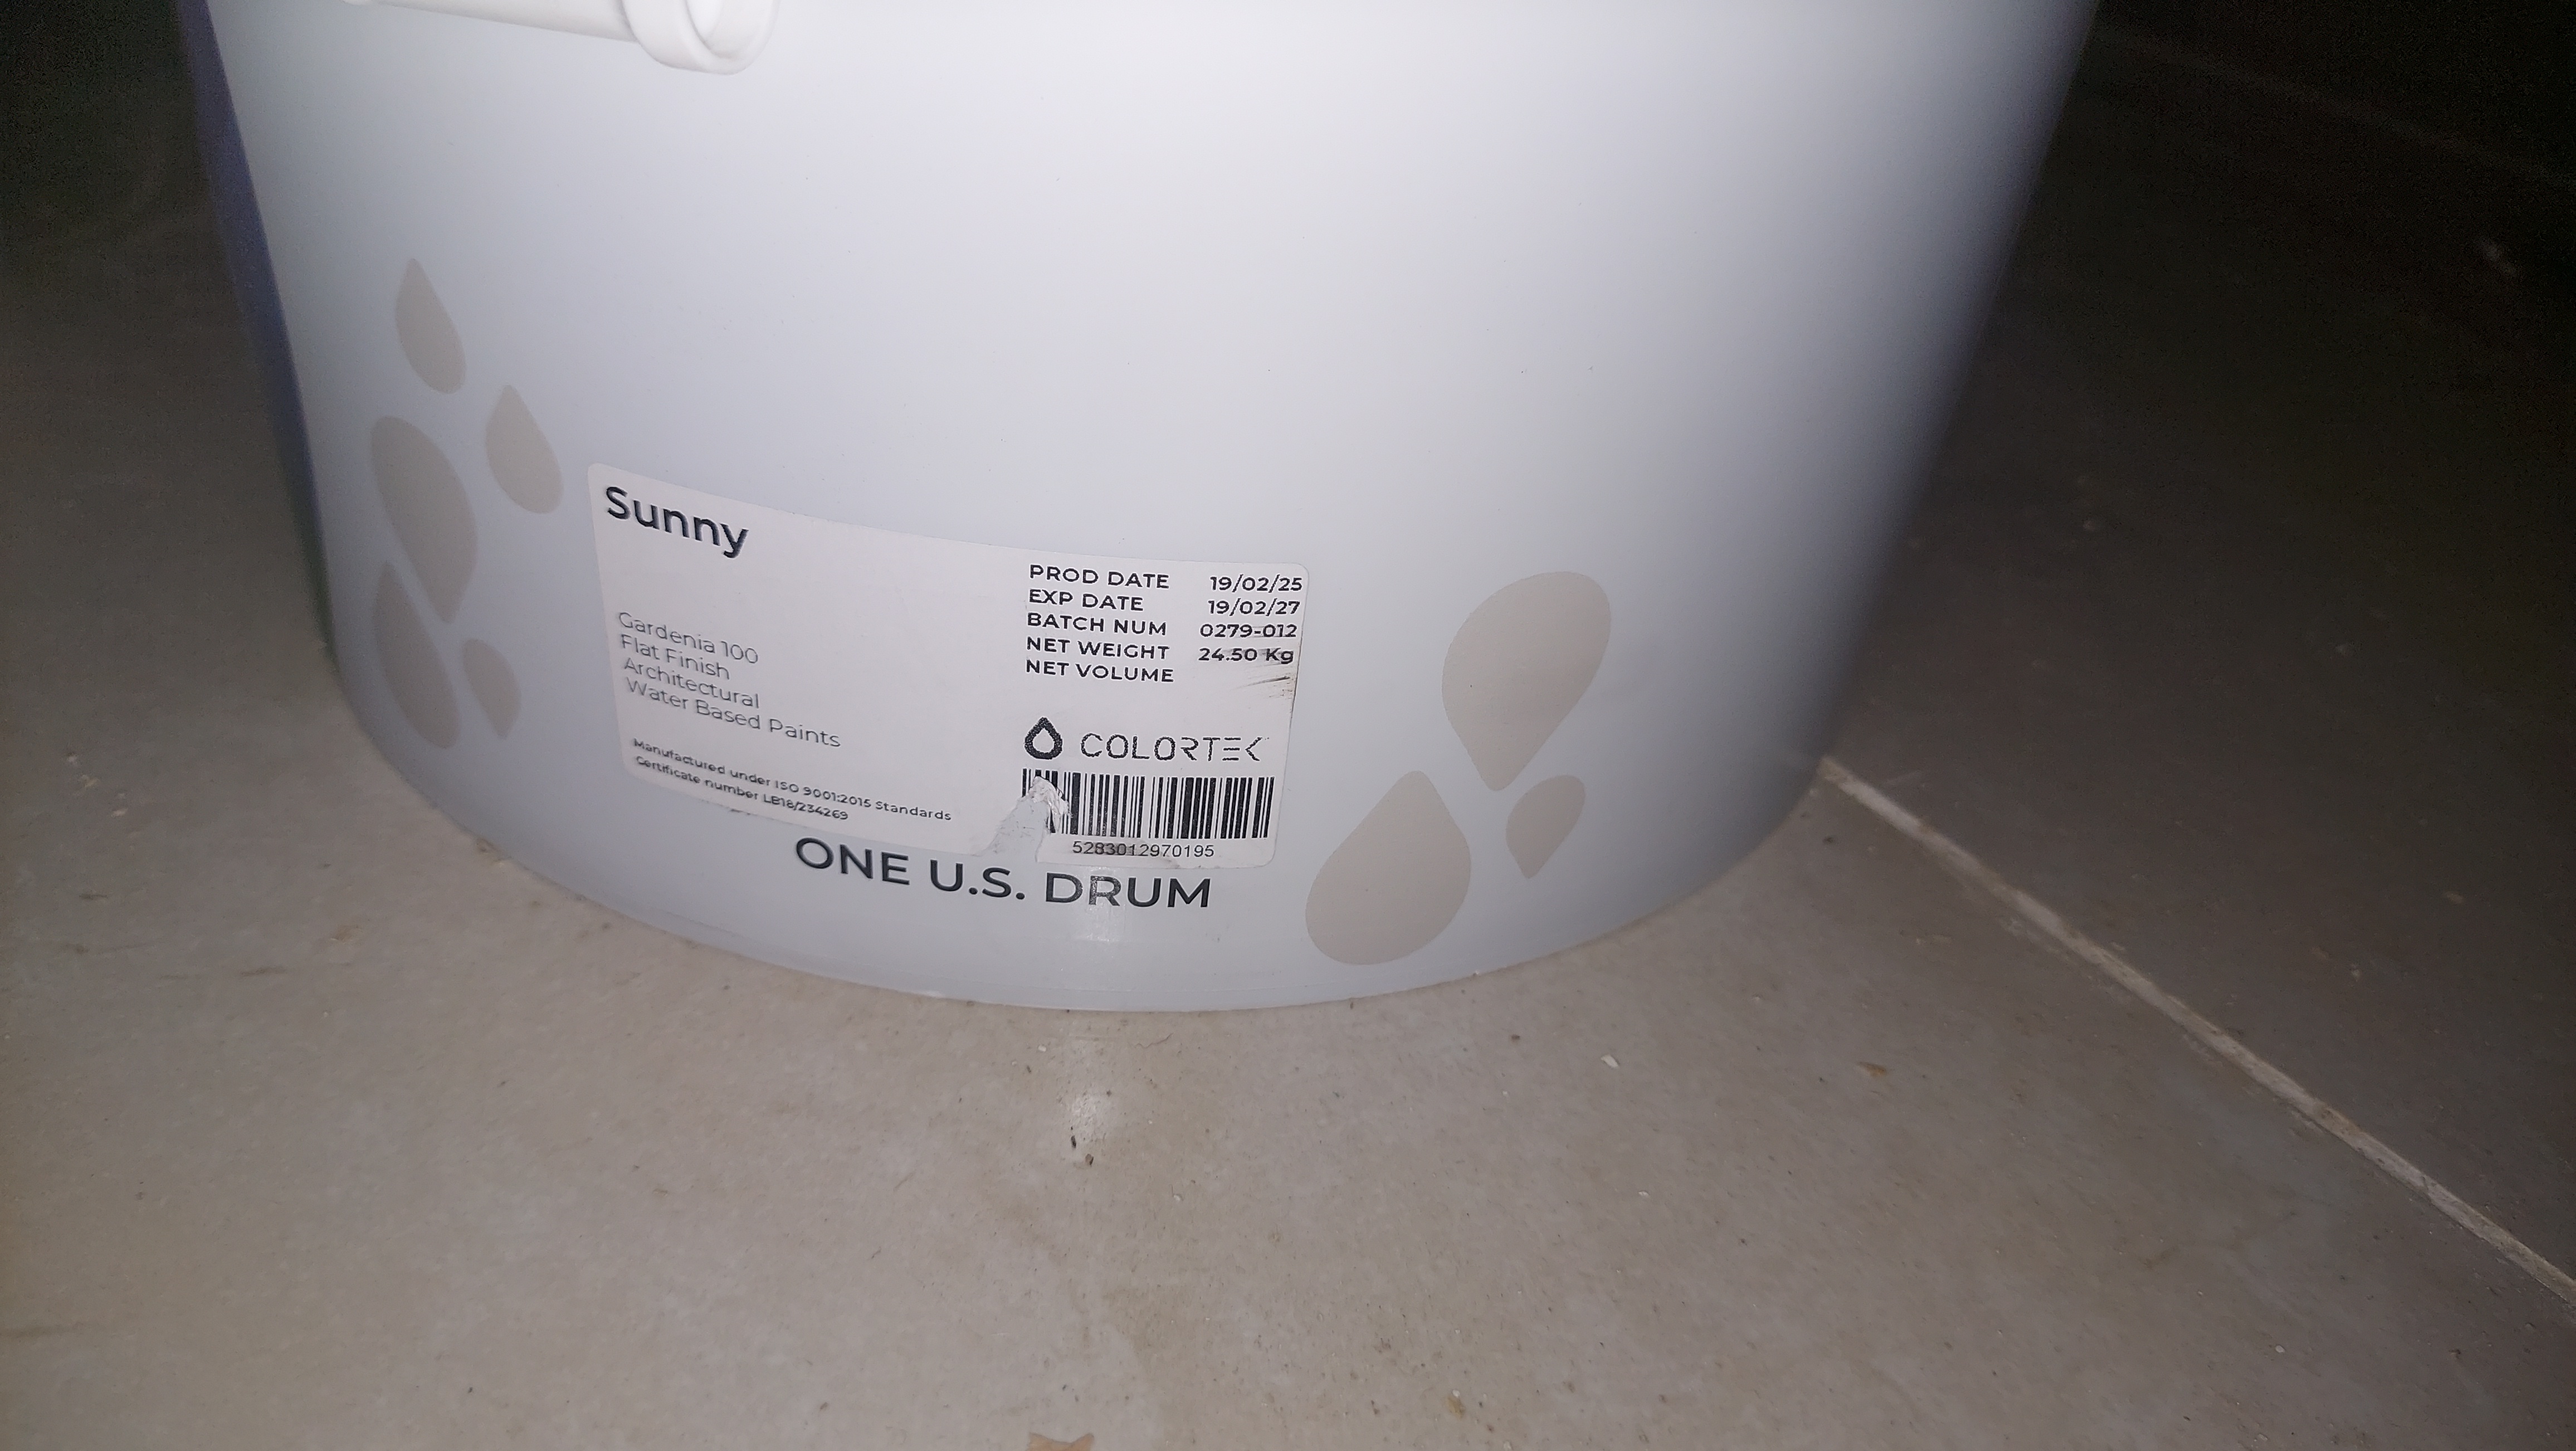 Sunny
Gardenia 100
Flat Finish
Architectural
Water Based Paints
Manufactured under ISO 9001:2015 Standards
Certificate number LB18/234269
PROD DATE 19/02/25
EXP DATE 19/02/27
BATCH NUM 0279-012
NET WEIGHT 24.50 Kg
NET VOLUME
COLORTEK
5283012970195
ONE U.S. DRUM